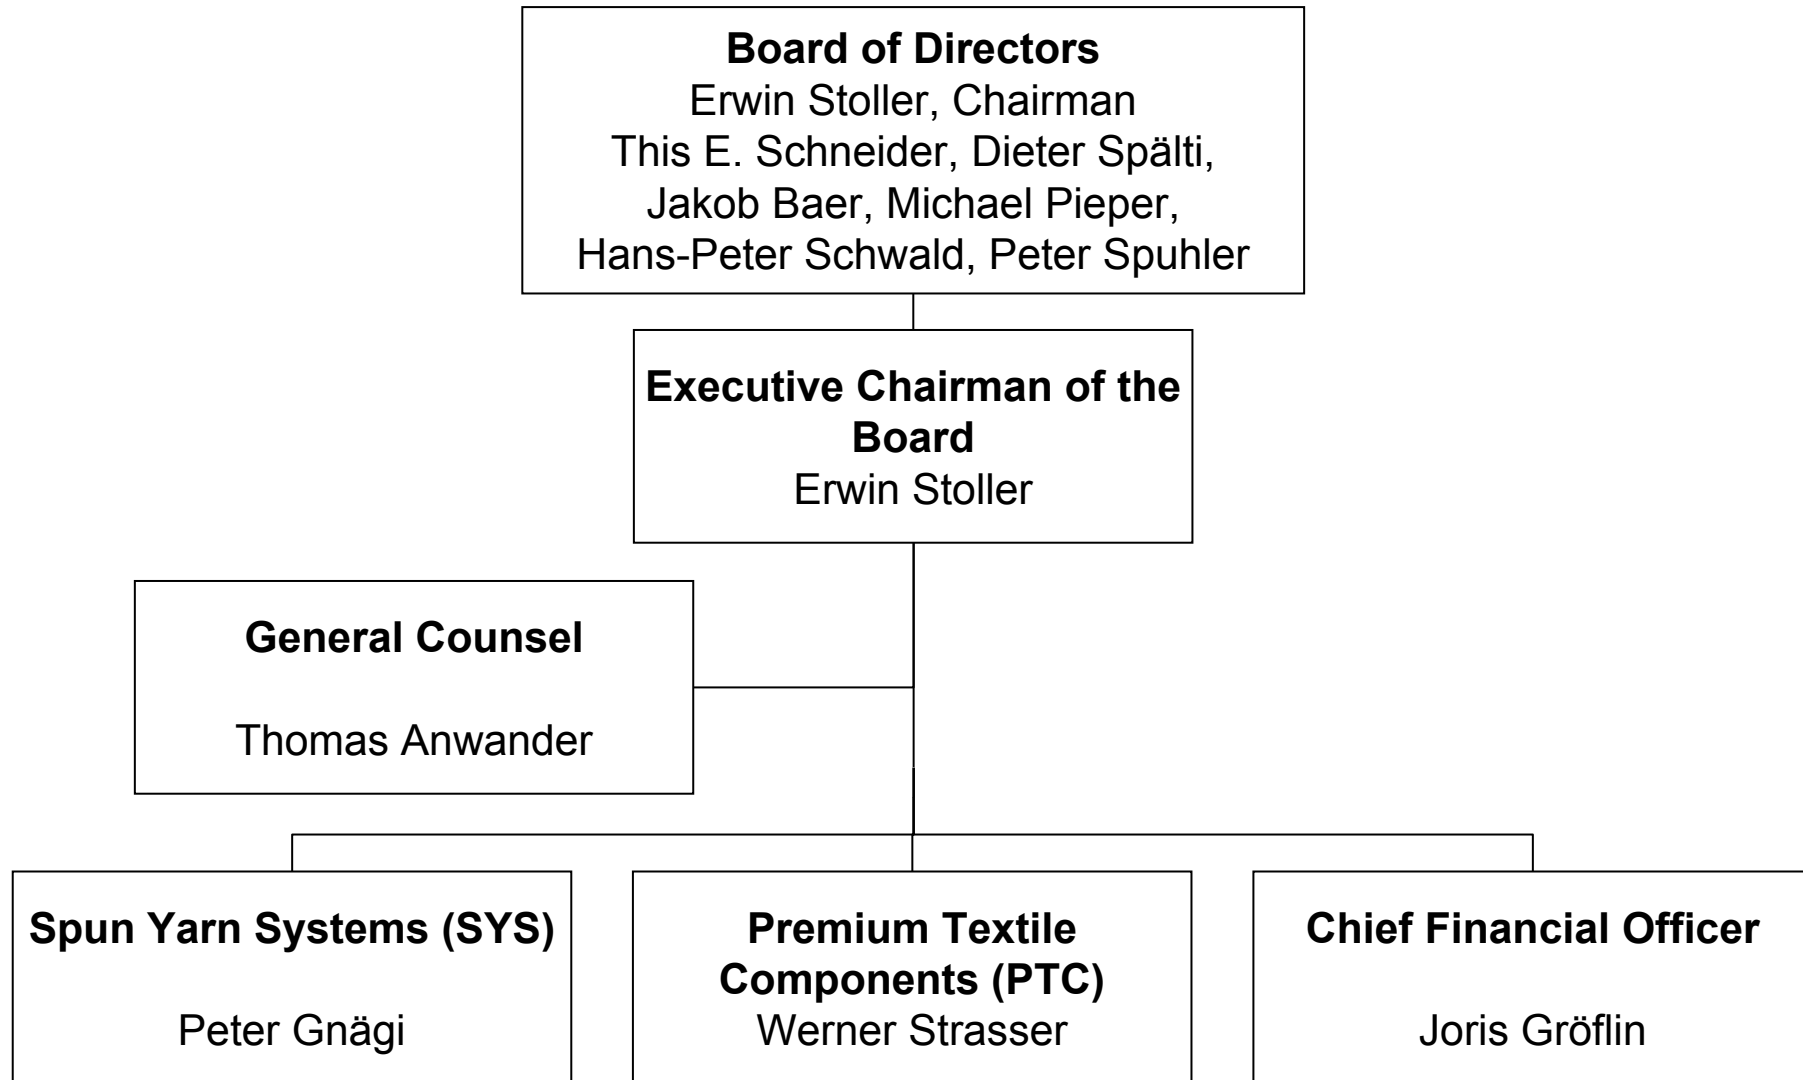 Board of Directors
Erwin Stoller, Chairman
This E. Schneider, Dieter Spälti,
Jakob Baer, Michael Pieper,
Hans-Peter Schwald, Peter Spuhler
Executive Chairman of the
Board
Erwin Stoller
General Counsel
Thomas Anwander
Spun Yarn Systems (SYS)
Peter Gnägi
Premium Textile
Components (PTC)
Werner Strasser
Chief Financial Officer
Joris Gröflin